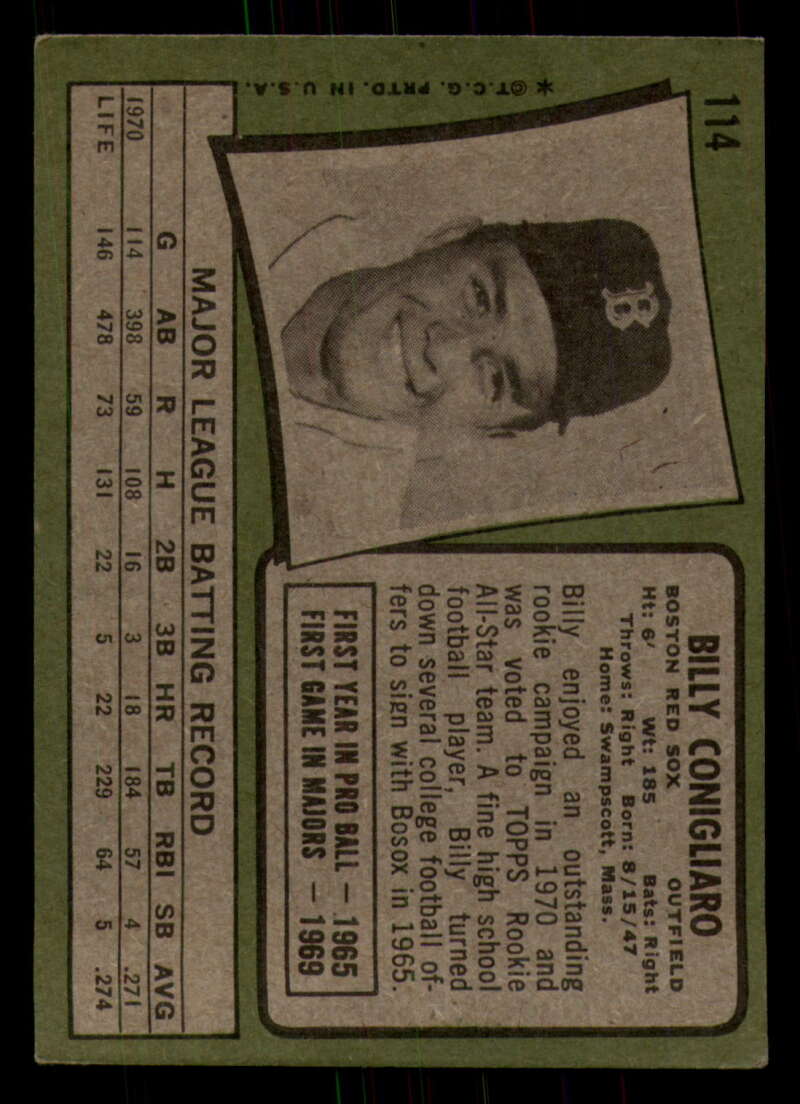 114
B
* ©T.C.G. PRTD. IN U.S.A.
BILLY CONIGLIARO
BOSTON RED SOX OUTFIELD
Ht: 6' Wt: 185 Bats: Right
Throws: Right Born: 8/15/47
Home: Swampscott, Mass.
Billy enjoyed an outstanding
rookie campaign in 1970 and
was voted to TOPPS Rookie
All-Star team. A fine high school
football player, Billy turned
down several college football of-
fers to sign with Bosox in 1965.
FIRST YEAR IN PRO BALL — 1965
FIRST GAME IN MAJORS — 1969
MAJOR LEAGUE BATTING RECORD
G AB R H 2B 3B HR TB RBI SB AVG
1970 114 398 59 108 16 3 18 184 57 4 .271
LIFE 146 478 73 131 22 5 22 229 64 5 .274